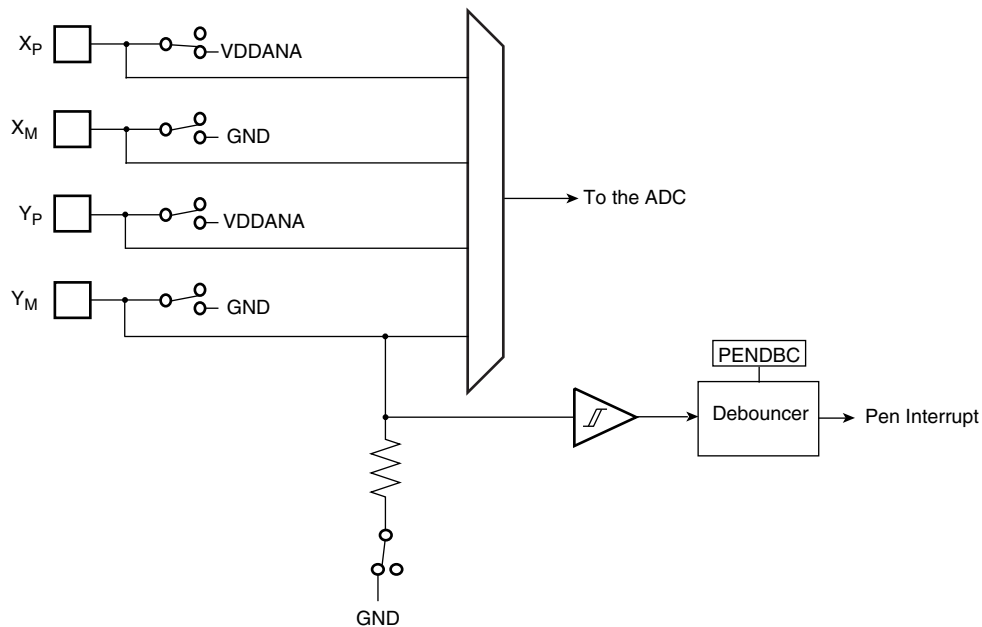 XP
VDDANA
XM
GND
To the ADC
YP
VDDANA
YM
GND
PENDBC
Debouncer
Pen Interrupt
GND